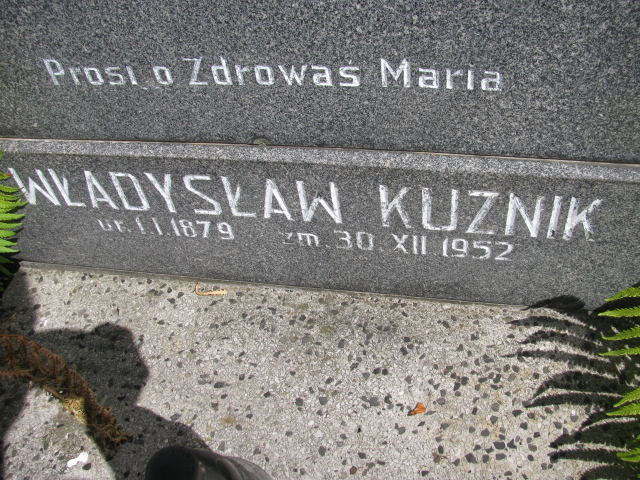 Prosi o Zdrowaś Maria
WŁADYSŁAW KUZNIK
ur. 1.I.1879 zm. 30.XII 1952